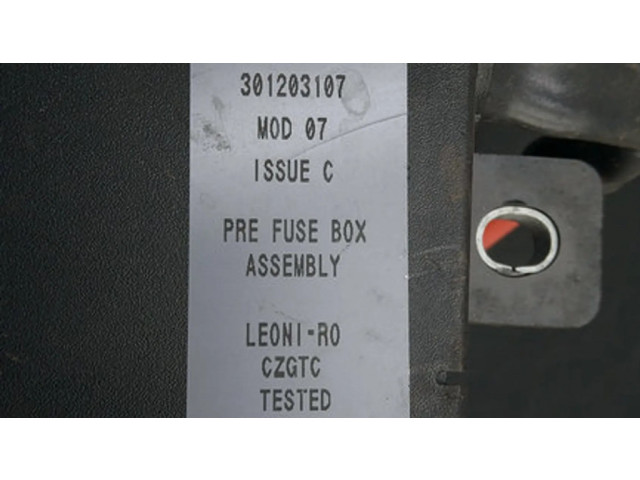 301203107
MOD 07
ISSUE C
PRE FUSE BOX
ASSEMBLY
LEONI-RO
CZGTC
TESTED